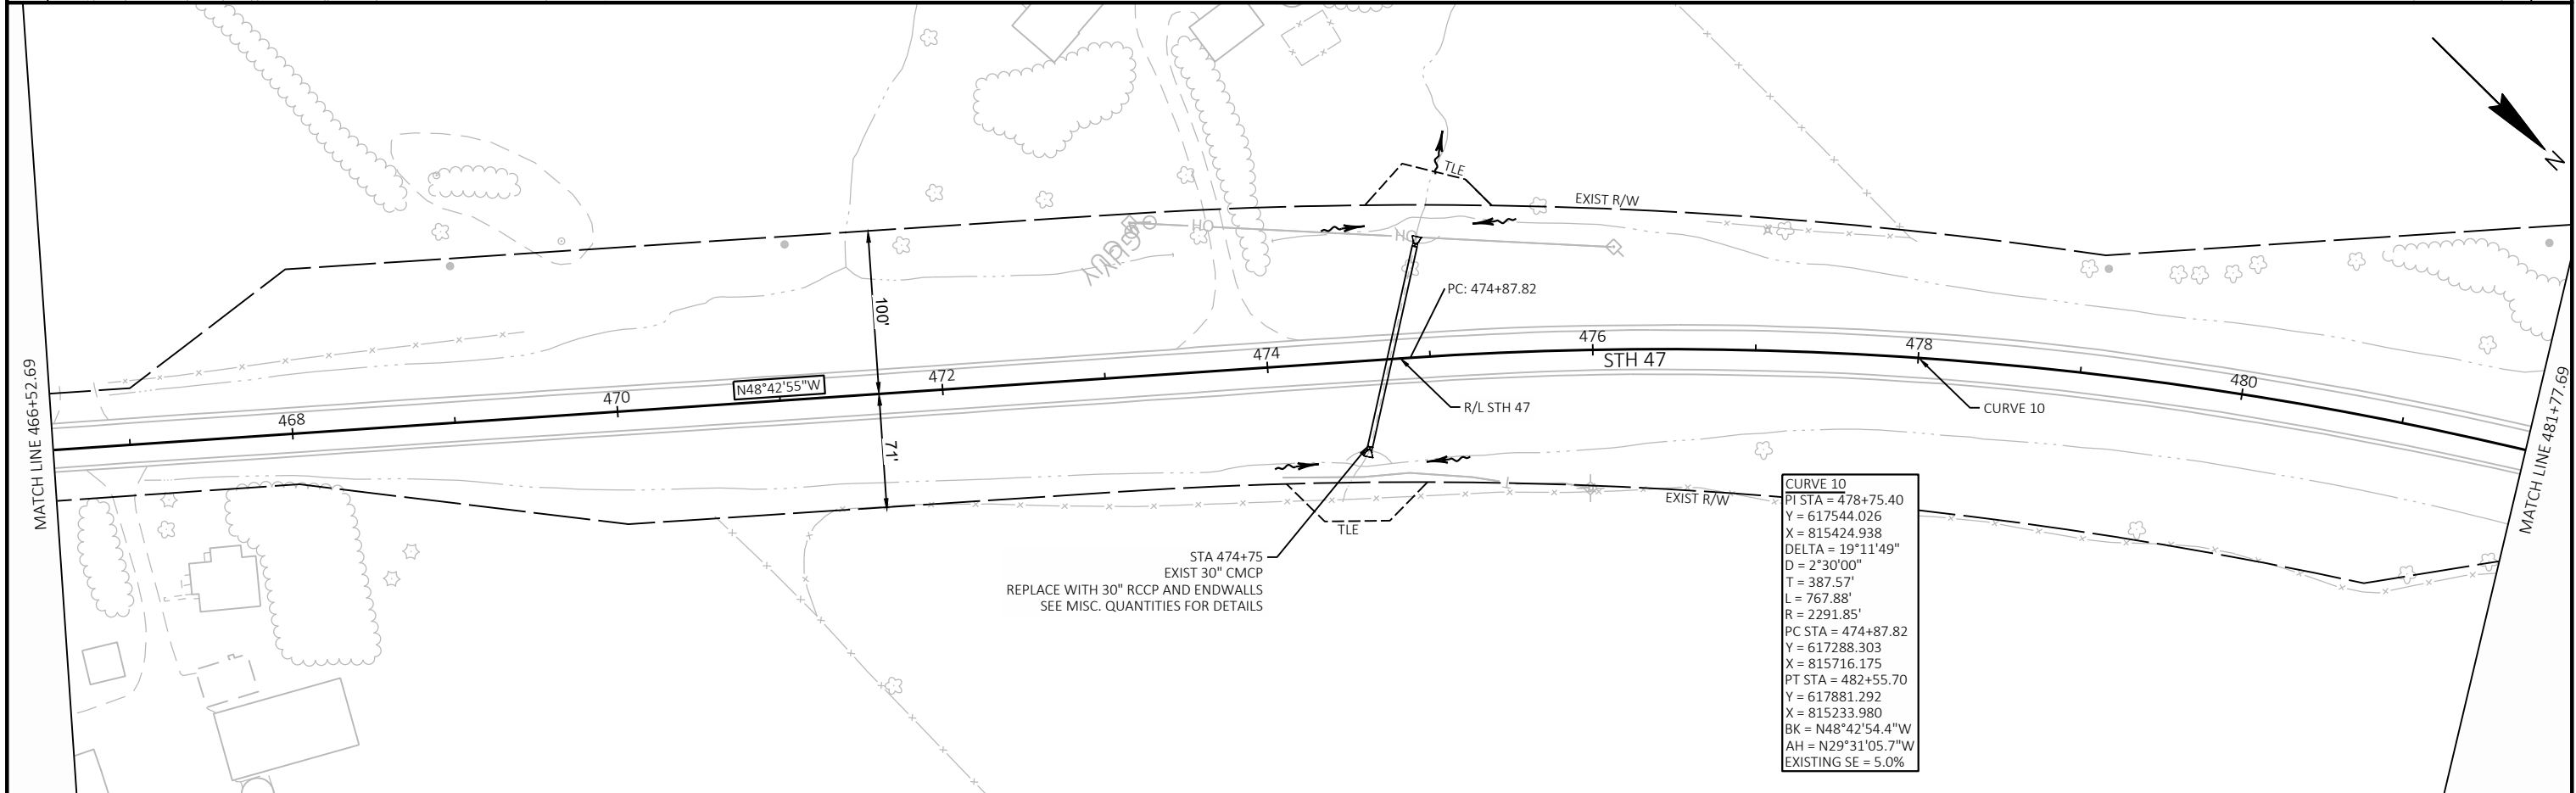 N
TLE
EXIST R/W
HO
HO
100'
PC: 474+87.82
476
STH 47
478
474
480
472
N48°42'55"W
470
468
R/L STH 47
CURVE 10
71'
MATCH LINE 466+52.69
MATCH LINE 481+77.69
EXIST R/W
TLE
STA 474+75
EXIST 30" CMCP
REPLACE WITH 30" RCCP AND ENDWALLS
SEE MISC. QUANTITIES FOR DETAILS
CURVE 10
PI STA = 478+75.40
Y = 617544.026
X = 815424.938
DELTA = 19°11'49"
D = 2°30'00"
T = 387.57'
L = 767.88'
R = 2291.85'
PC STA = 474+87.82
Y = 617288.303
X = 815716.175
PT STA = 482+55.70
Y = 617881.292
X = 815233.980
BK = N48°42'54.4"W
AH = N29°31'05.7"W
EXISTING SE = 5.0%